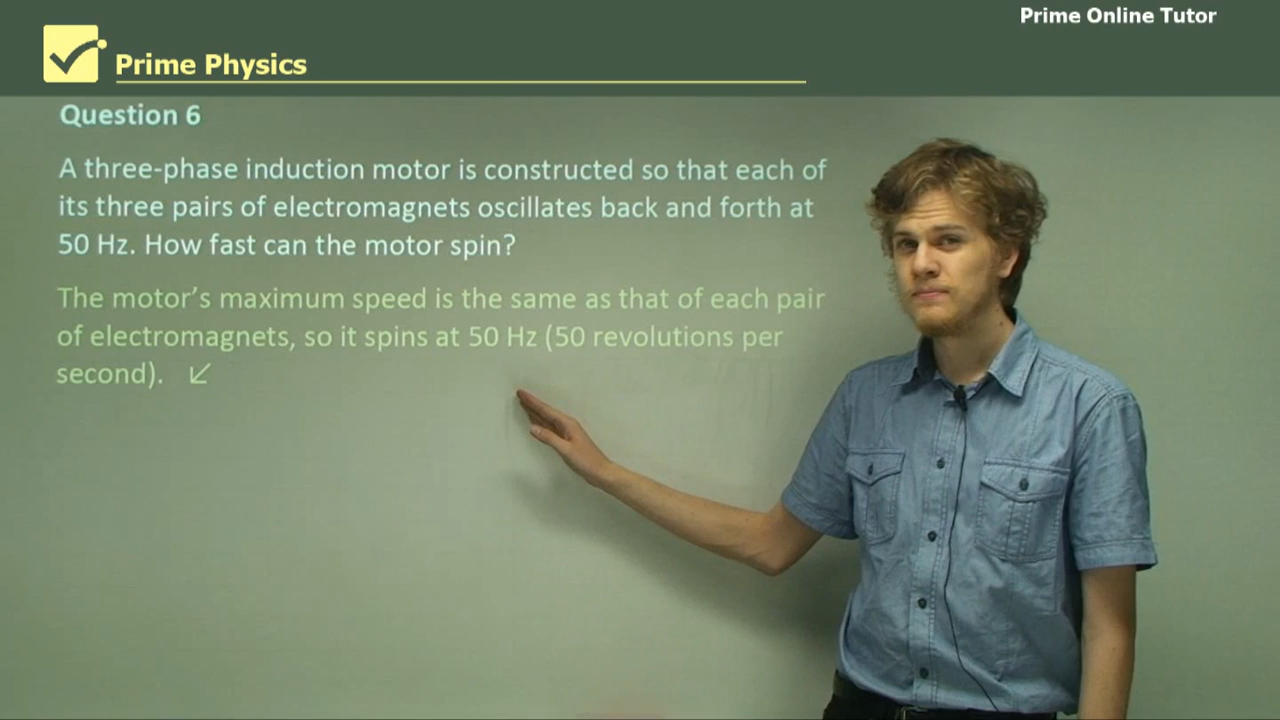 Prime Online Tutor
Prime Physics
Question 6
A three-phase induction motor is constructed so that each of
its three pairs of electromagnets oscillates back and forth at
50 Hz. How fast can the motor spin?
The motor's maximum speed is the same as that of each pair
of electromagnets, so it spins at 50 Hz (50 revolutions per
second). ↙